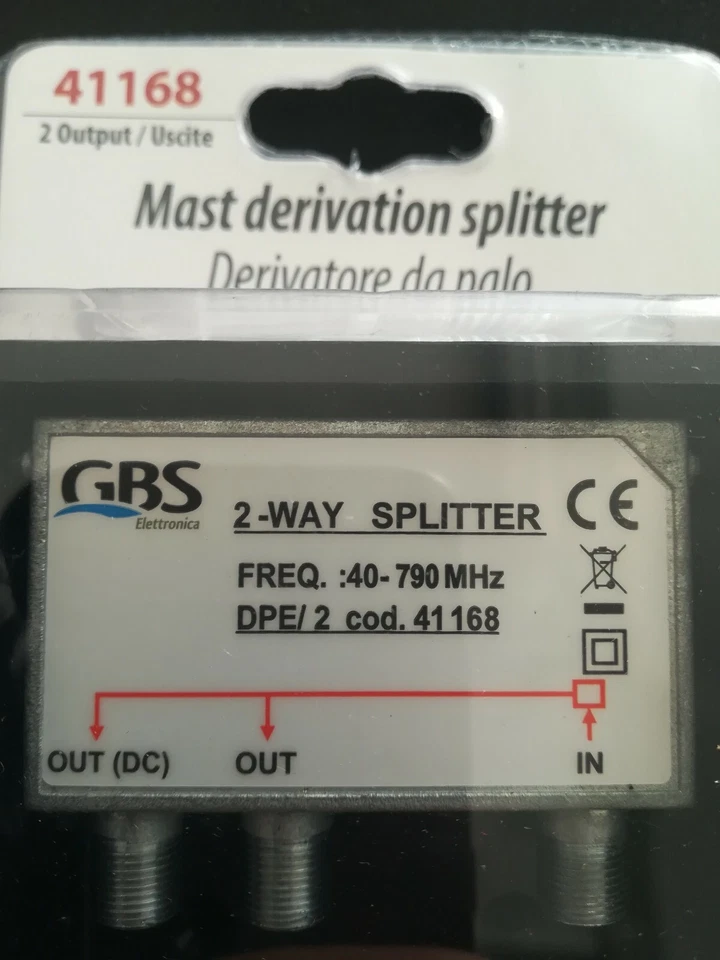 41168
2 Output / Uscite
Mast derivation splitter
Derivatore da palo
GBS
Elettronica
2-WAY SPLITTER
CE
FREQ. :40-790 MHz
DPE/2 cod. 41168
OUT (DC) OUT IN